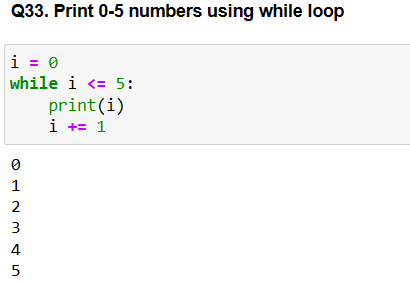 Q33. Print 0-5 numbers using while loop
i = 0
while i <= 5:
    print(i)
    i += 1
0
1
2
3
4
5